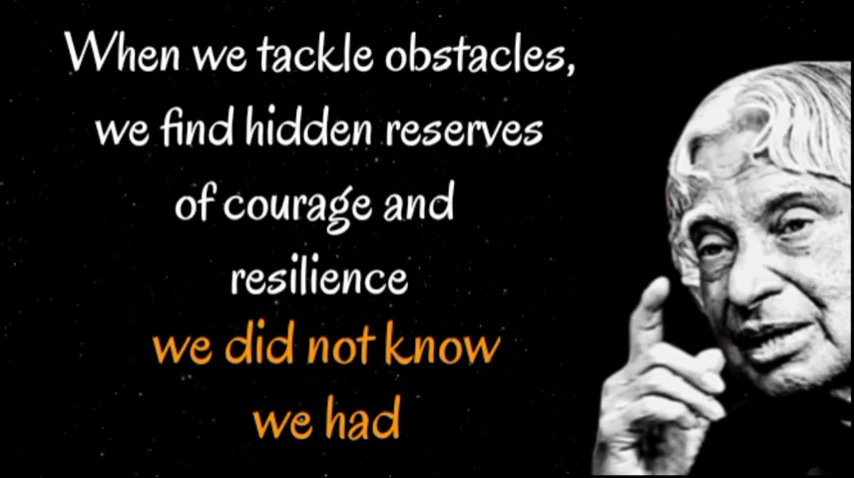 When we tackle obstacles,
we find hidden reserves
of courage and
resilience
we did not know
we had